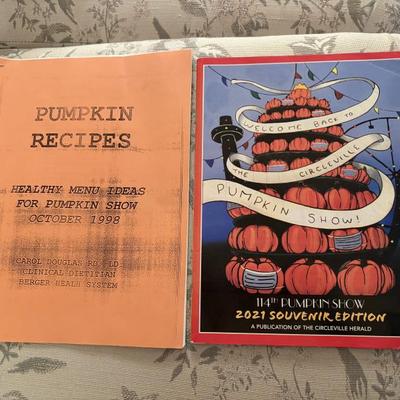 PUMPKIN
RECIPES
HEALTHY MENU IDEAS
FOR PUMPKIN SHOW
OCTOBER 1998
CAROL DOUGLAS RD, LD
CLINICAL DIETITIAN
BERGER HEALH SYSTEM
WELCOME BACK TO
THE CIRCLEVILLE
PUMPKIN SHOW!
114th PUMPKIN SHOW
2021 SOUVENIR EDITION
A PUBLICATION OF THE CIRCLEVILLE HERALD